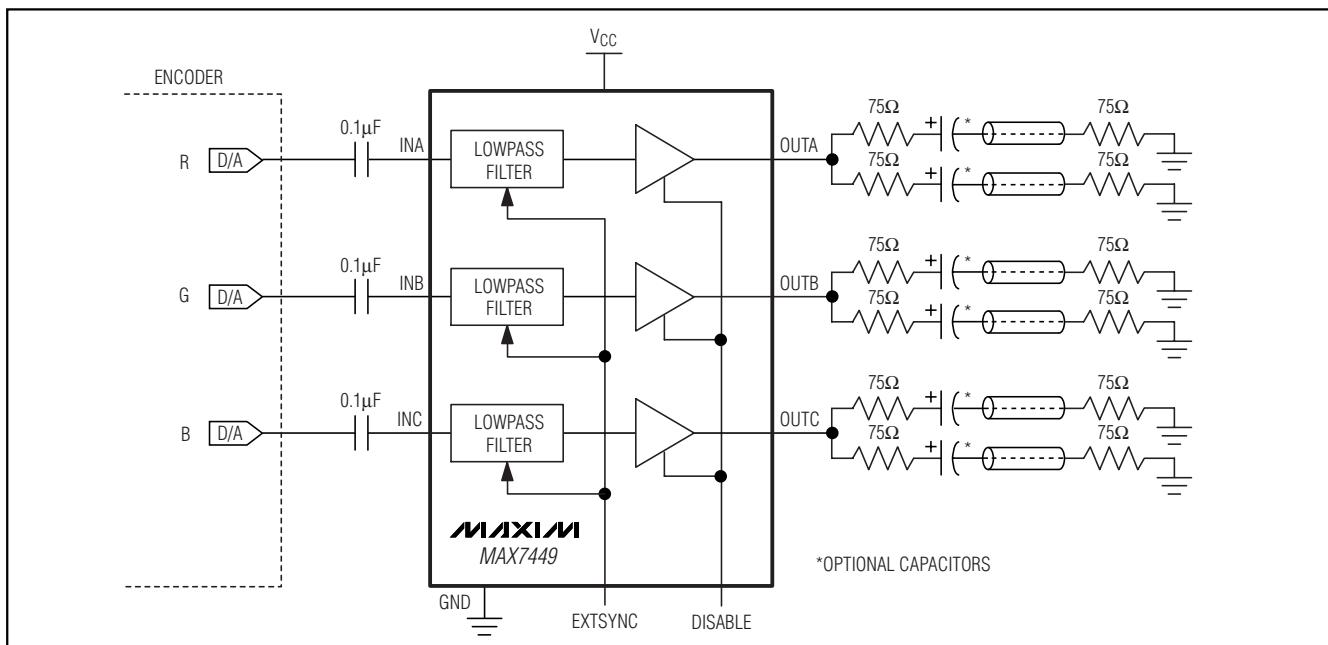 VCC
ENCODER
R D/A 0.1µF INA LOWPASS FILTER OUTA
75Ω + * 75Ω
75Ω + * 75Ω
G D/A 0.1µF INB LOWPASS FILTER OUTB
75Ω + * 75Ω
75Ω + * 75Ω
B D/A 0.1µF INC LOWPASS FILTER OUTC
75Ω + * 75Ω
75Ω + * 75Ω
MAXIM
MAX7449
*OPTIONAL CAPACITORS
GND
EXTSYNC DISABLE